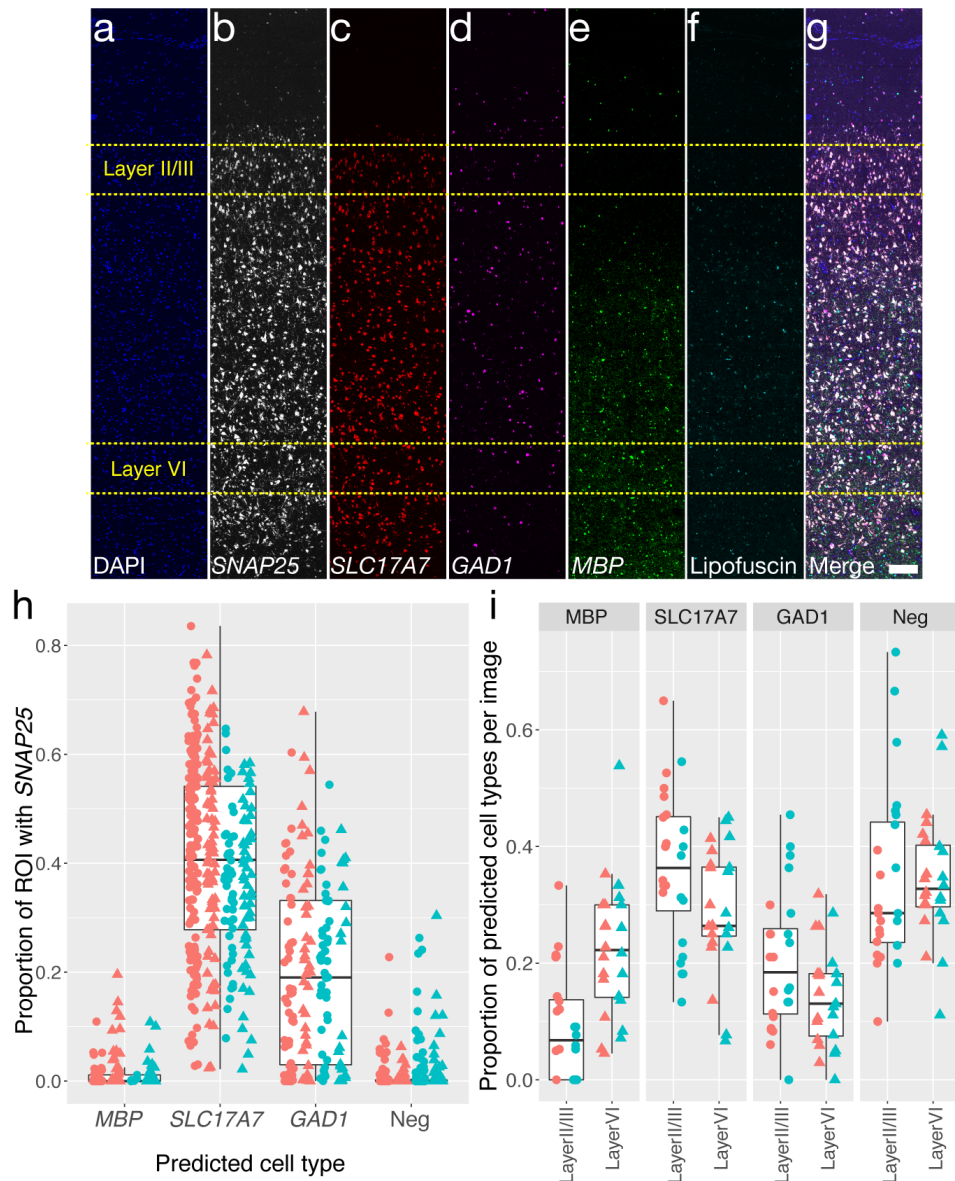 a b c d e f g
Layer II/III
Layer VI
DAPI SNAP25 SLC17A7 GAD1 MBP Lipofuscin Merge
h
Proportion of ROI with SNAP25
0.8
0.6
0.4
0.2
0.0
MBP SLC17A7 GAD1 Neg
Predicted cell type
i
MBP SLC17A7 GAD1 Neg
Proportion of predicted cell types per image
0.6
0.4
0.2
0.0
LayerII/III
LayerVI
LayerII/III
LayerVI
LayerII/III
LayerVI
LayerII/III
LayerVI